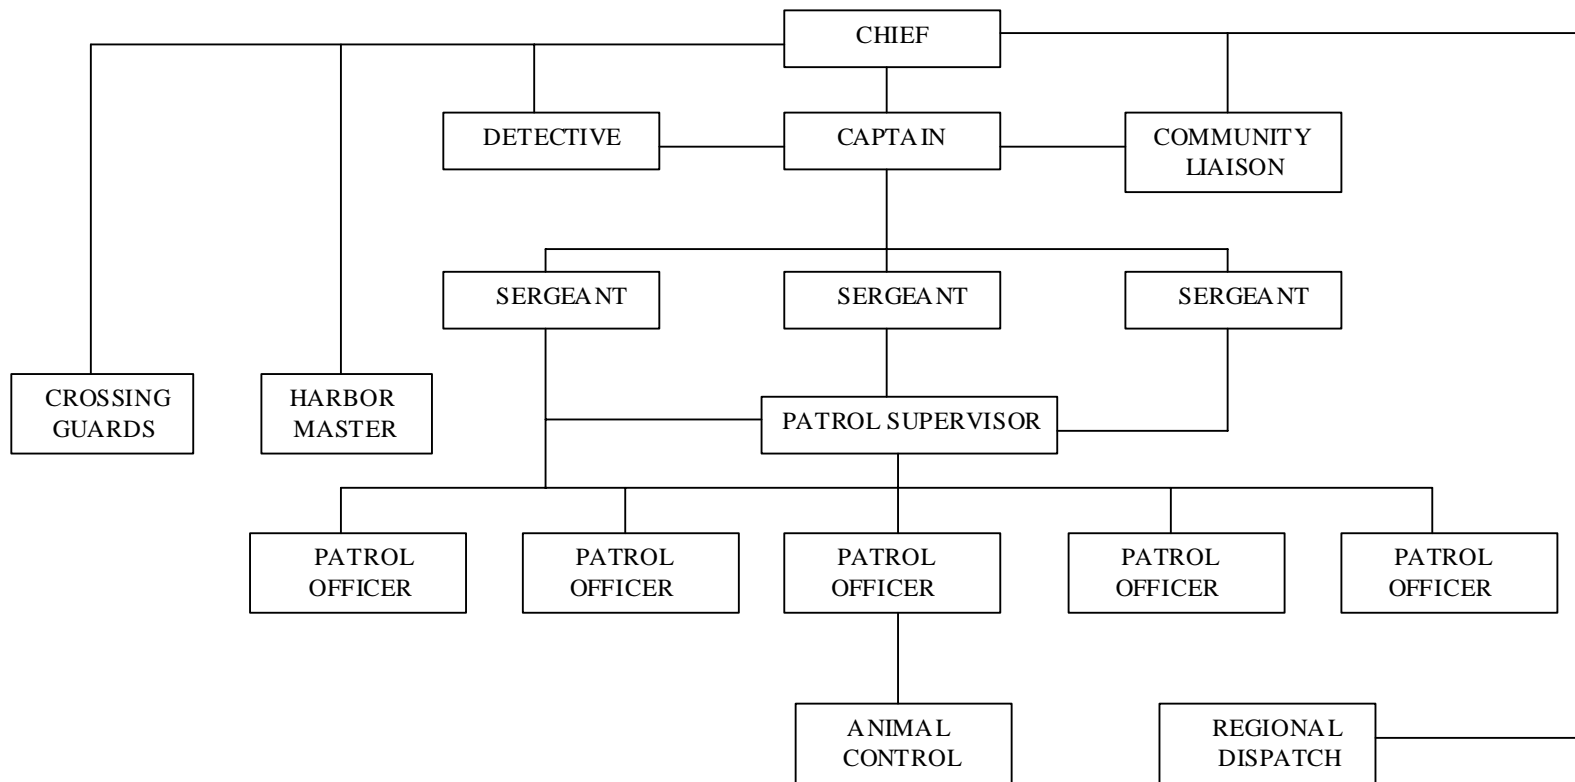 CHIEF
DETECTIVE
CAPTAIN
COMMUNITY
LIAISON
SERGEANT
SERGEANT
SERGEANT
CROSSING
GUARDS
HARBOR
MASTER
PATROL SUPERVISOR
PATROL
OFFICER
PATROL
OFFICER
PATROL
OFFICER
PATROL
OFFICER
PATROL
OFFICER
ANIMAL
CONTROL
REGIONAL
DISPATCH